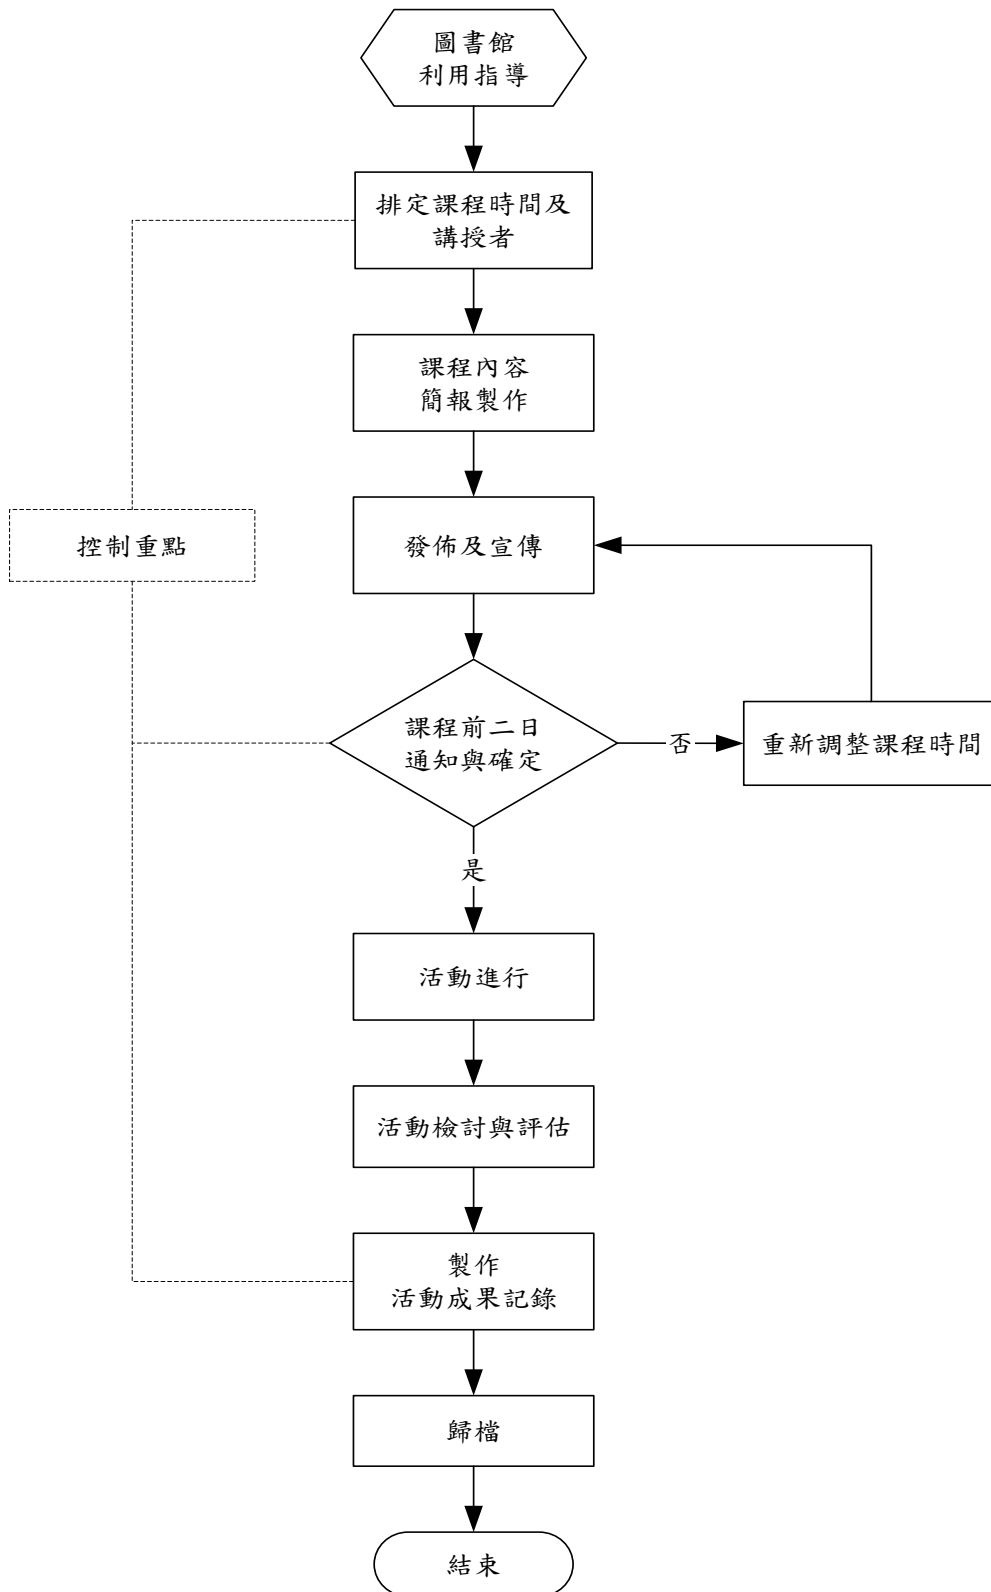 圖書館
利用指導
排定課程時間及
講授者
課程內容
簡報製作
發佈及宣傳
控制重點
課程前二日
通知與確定
否
重新調整課程時間
是
活動進行
活動檢討與評估
製作
活動成果記錄
歸檔
結束